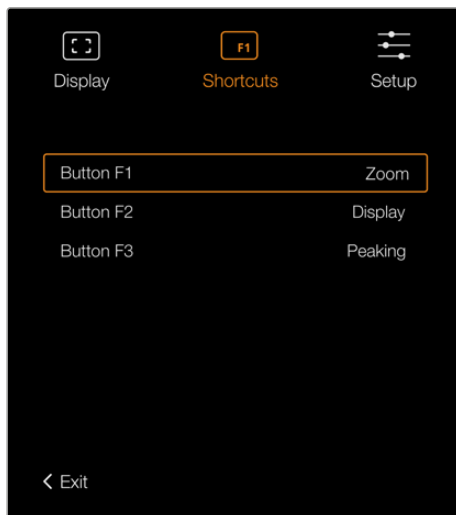 F1
Display Shortcuts Setup
Button F1 Zoom
Button F2 Display
Button F3 Peaking
Exit